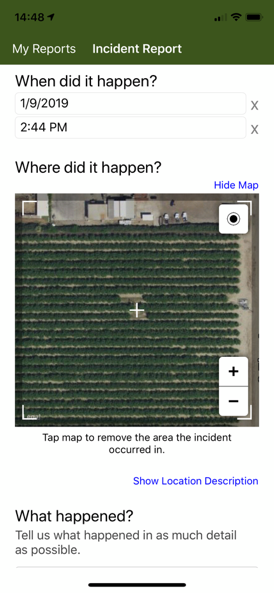 14:48
My Reports Incident Report
When did it happen?
1/9/2019 X
2:44 PM X
Where did it happen?
Hide Map
+
−
Tap map to remove the area the incident
occurred in.
Show Location Description
What happened?
Tell us what happened in as much detail
as possible.